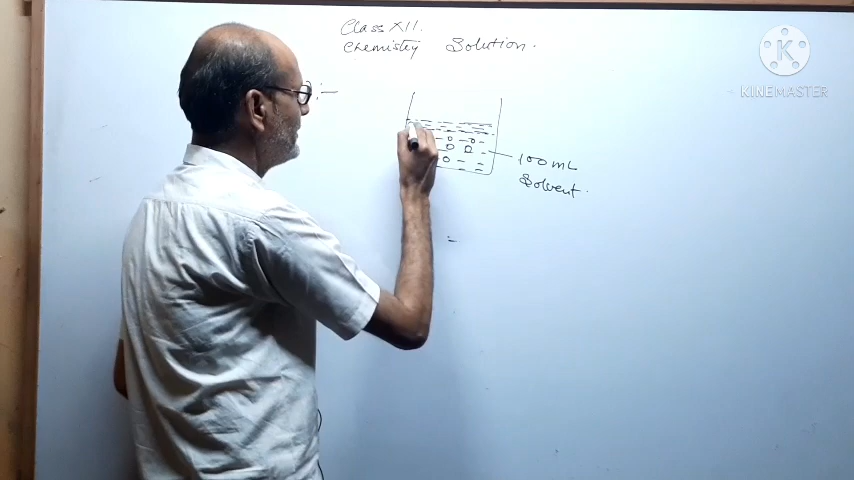 Class XII.
Chemistry Solution.
:-
100 mL
Solvent.
K
KINEMASTER